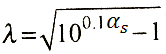 λ = √(10^{0.1α_s} − 1)